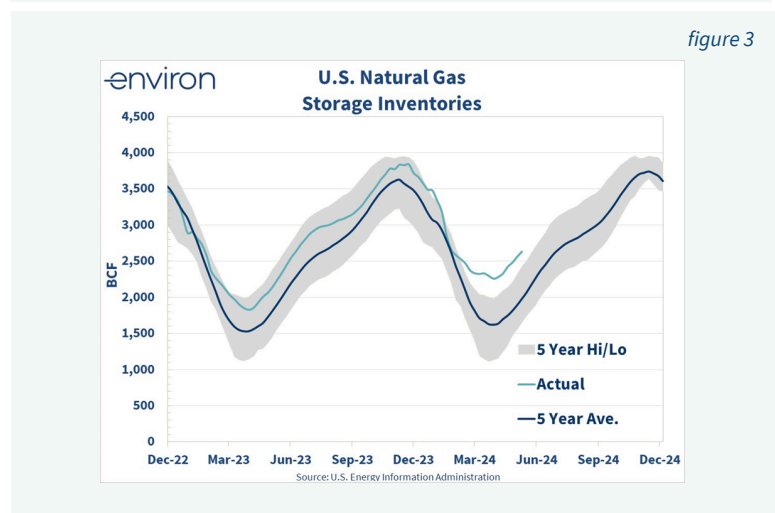 figure 3
environ
U.S. Natural Gas
Storage Inventories
4,500
4,000
3,500
3,000
2,500
2,000
1,500
1,000
500
0
BCF
5 Year Hi/Lo
Actual
5 Year Ave.
Dec-22 Mar-23 Jun-23 Sep-23 Dec-23 Mar-24 Jun-24 Sep-24 Dec-24
Source: U.S. Energy Information Administration